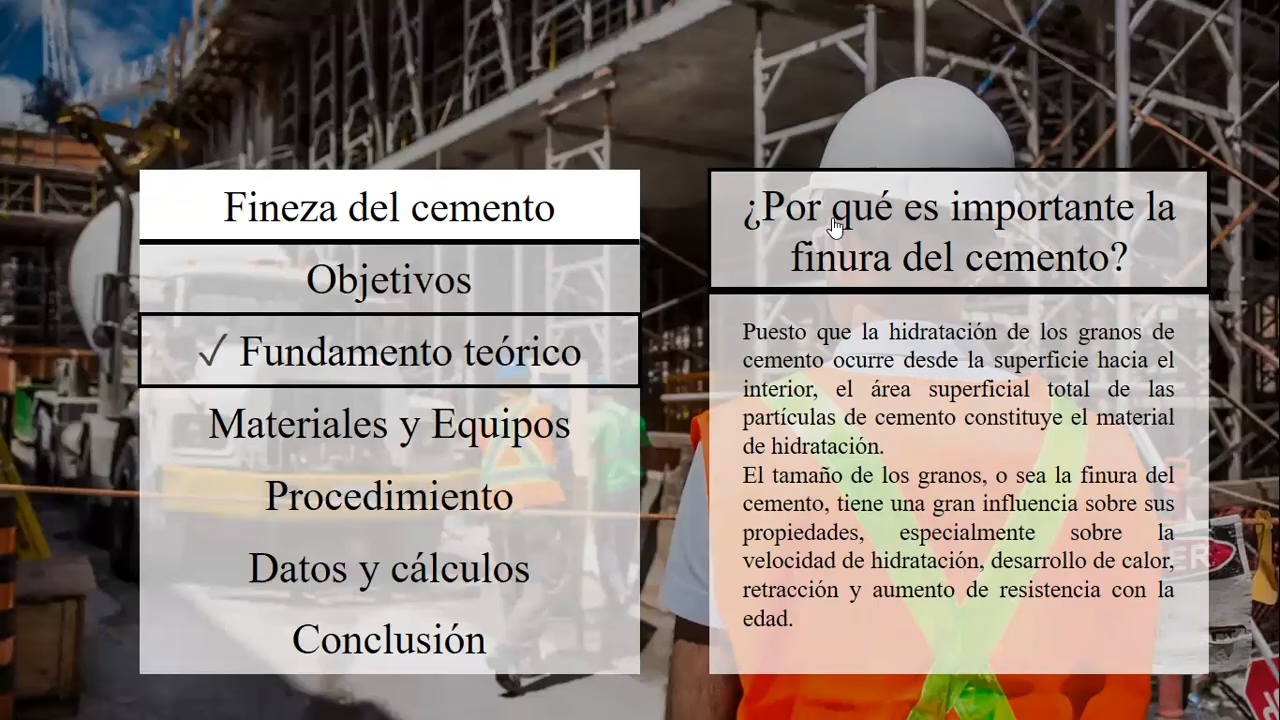 Fineza del cemento
Objetivos
✓ Fundamento teórico
Materiales y Equipos
Procedimiento
Datos y cálculos
Conclusión
¿Por qué es importante la
finura del cemento?
Puesto que la hidratación de los granos de
cemento ocurre desde la superficie hacia el
interior, el área superficial total de las
partículas de cemento constituye el material
de hidratación.
El tamaño de los granos, o sea la finura del
cemento, tiene una gran influencia sobre sus
propiedades, especialmente sobre la
velocidad de hidratación, desarrollo de calor,
retracción y aumento de resistencia con la
edad.